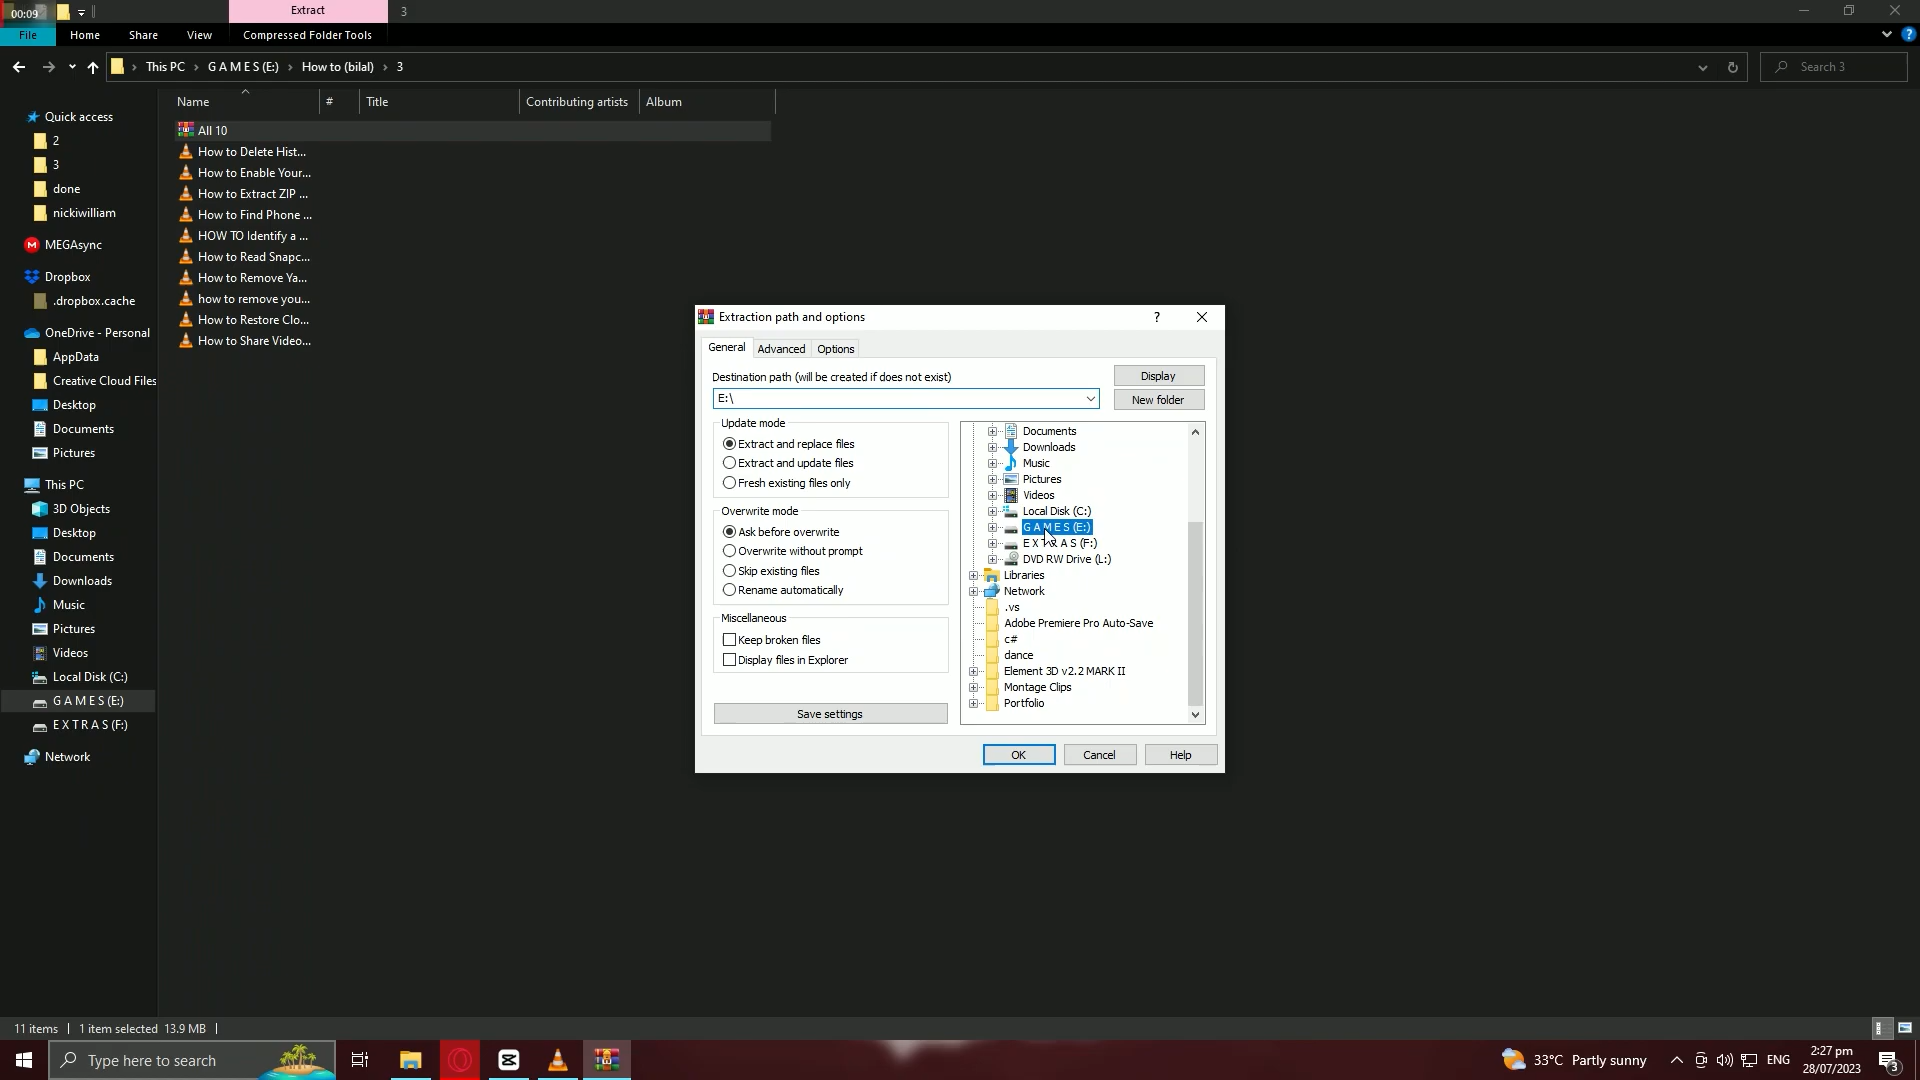 00:09
Extract
3
File
Home
Share
View
Compressed Folder Tools
This PC
G A M E S (E:)
How to (bilal)
3
Search 3
Name
#
Title
Contributing artists
Album
Quick access
2
3
done
nickiwilliam
MEGAsync
Dropbox
.dropbox.cache
OneDrive - Personal
AppData
Creative Cloud Files
Desktop
Documents
Pictures
This PC
3D Objects
Desktop
Documents
Downloads
Music
Pictures
Videos
Local Disk (C:)
G A M E S (E:)
E X T R A S (F:)
Network
All 10
How to Delete Hist...
How to Enable Your...
How to Extract ZIP ...
How to Find Phone ...
HOW TO Identify a ...
How to Read Snapc...
How to Remove Ya...
how to remove you...
How to Restore Clo...
How to Share Video...
Extraction path and options
?
General
Advanced
Options
Destination path (will be created if does not exist)
Display
E:\
New folder
Update mode
Extract and replace files
Extract and update files
Fresh existing files only
Overwrite mode
Ask before overwrite
Overwrite without prompt
Skip existing files
Rename automatically
Miscellaneous
Keep broken files
Display files in Explorer
Save settings
Documents
Downloads
Music
Pictures
Videos
Local Disk (C:)
G A M E S (E:)
E X T R A S (F:)
DVD RW Drive (L:)
Libraries
Network
.vs
Adobe Premiere Pro Auto-Save
c#
dance
Element 3D v2.2 MARK II
Montage Clips
Portfolio
OK
Cancel
Help
11 items
1 item selected 13.9 MB
Type here to search
33°C Partly sunny
ENG
2:27 pm
28/07/2023
3